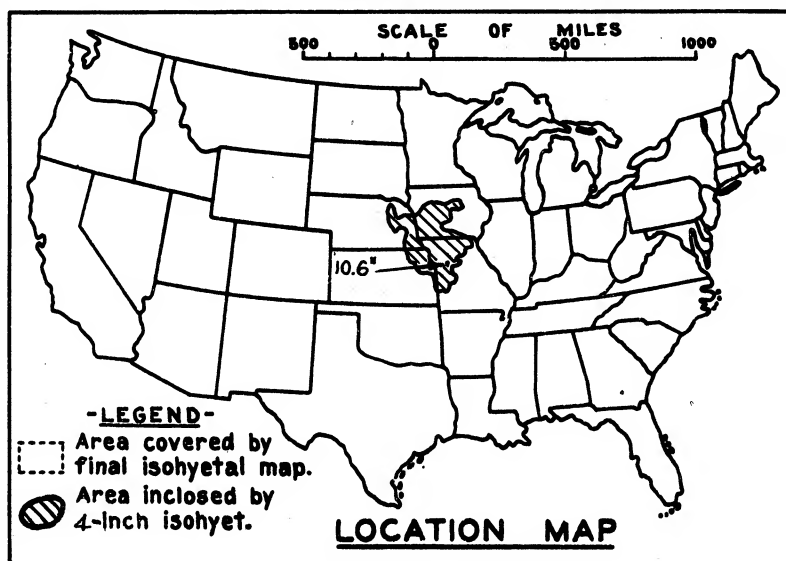 SCALE OF MILES
500 0 500 1000
10.6"
-LEGEND-
Area covered by
final isohyetal map.
Area inclosed by
4-Inch isohyet.
LOCATION MAP